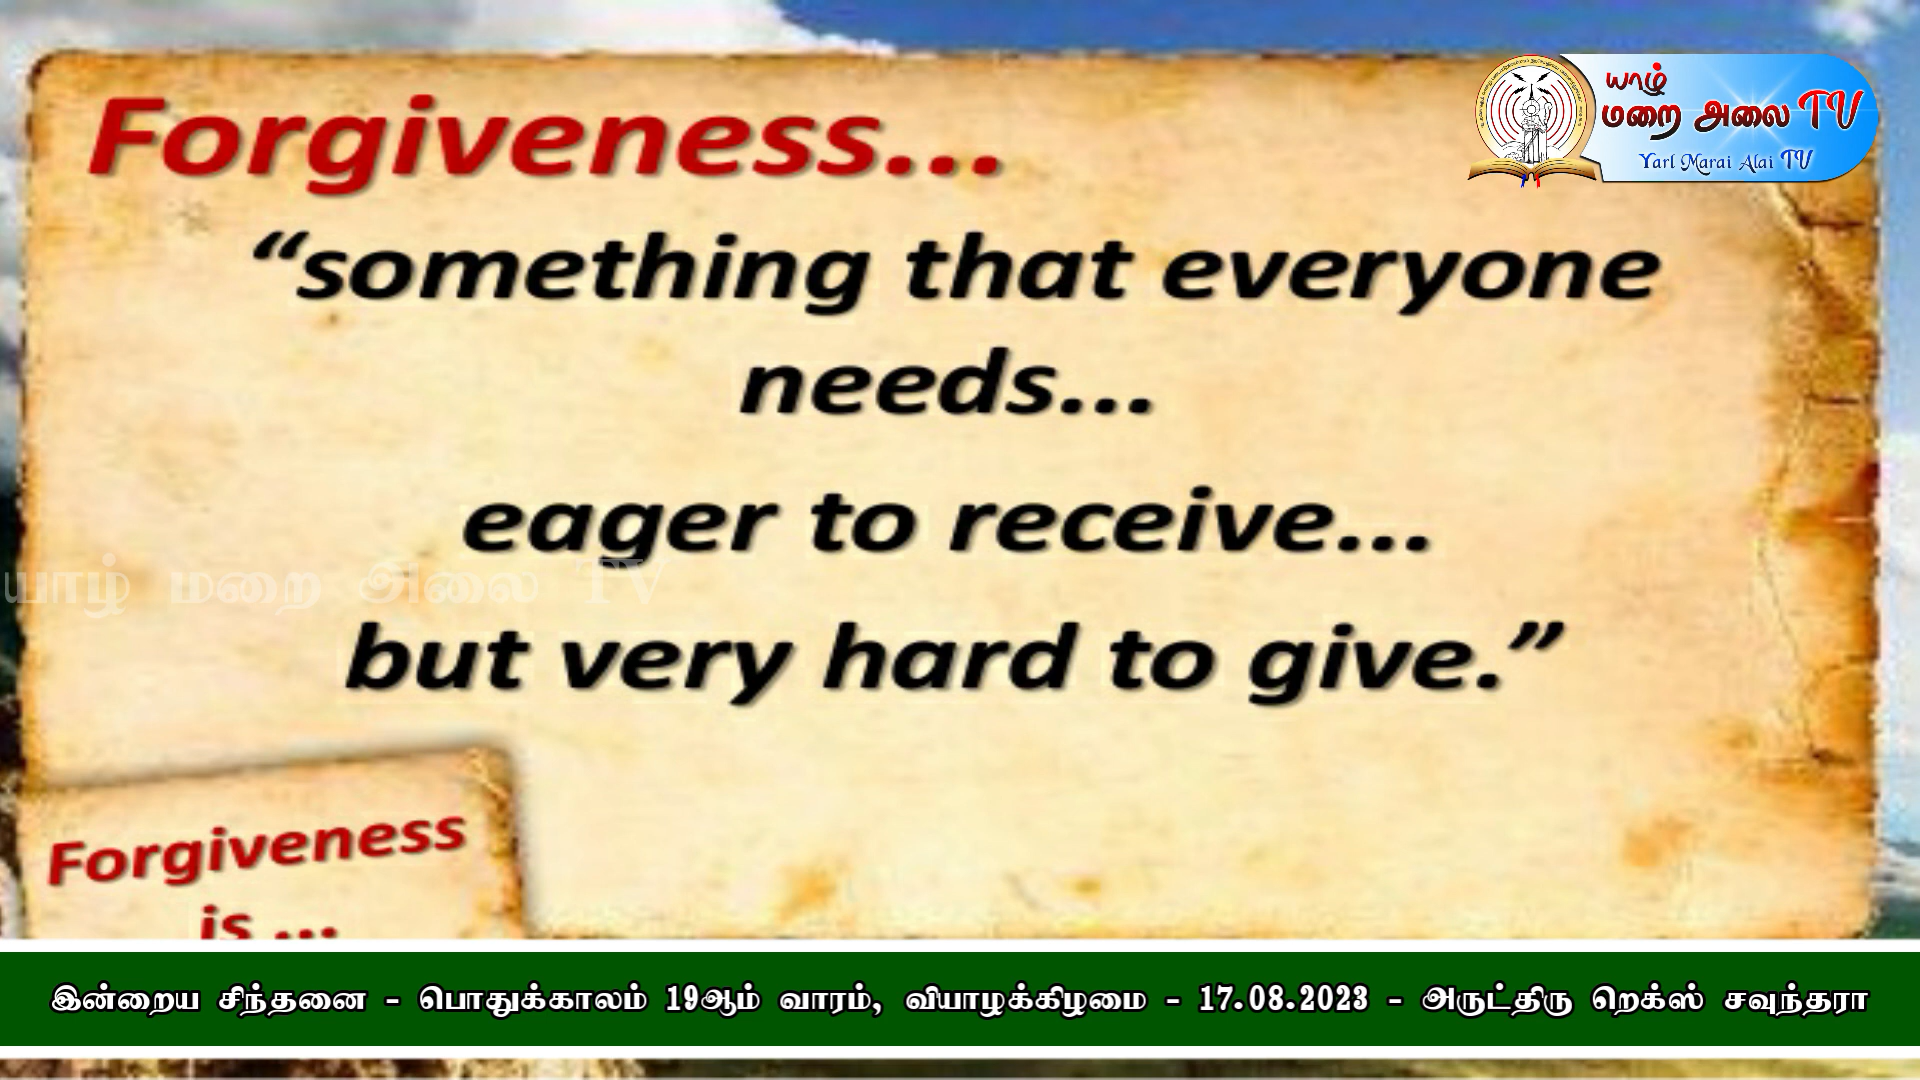 Forgiveness...
யாழ்
மறை அலை TV
Yarl Marai Alai TV
“something that everyone
needs...
eager to receive...
யாழ் மறை அலை TV
but very hard to give.”
Forgiveness
is ...
இன்றைய சிந்தனை - பொதுக்காலம் 19ஆம் வாரம், வியாழக்கிழமை - 17.08.2023 - அருட்திரு றெக்ஸ் சவுந்தரா